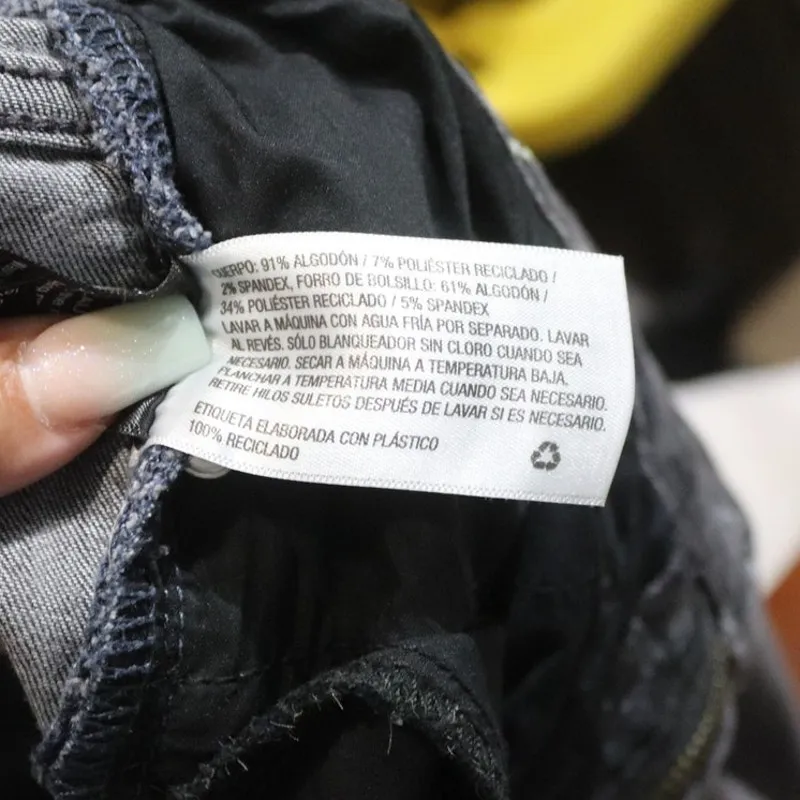 CUERPO: 91% ALGODÓN / 7% POLIÉSTER RECICLADO /
2% SPANDEX, FORRO DE BOLSILLO: 61% ALGODÓN /
34% POLIÉSTER RECICLADO / 5% SPANDEX
LAVAR A MÁQUINA CON AGUA FRÍA POR SEPARADO. LAVAR
AL REVÉS. SÓLO BLANQUEADOR SIN CLORO CUANDO SEA
NECESARIO. SECAR A MÁQUINA A TEMPERATURA BAJA.
PLANCHAR A TEMPERATURA MEDIA CUANDO SEA NECESARIO.
RETIRE HILOS SULETOS DESPUÉS DE LAVAR SI ES NECESARIO.
ETIQUETA ELABORADA CON PLÁSTICO
100% RECICLADO